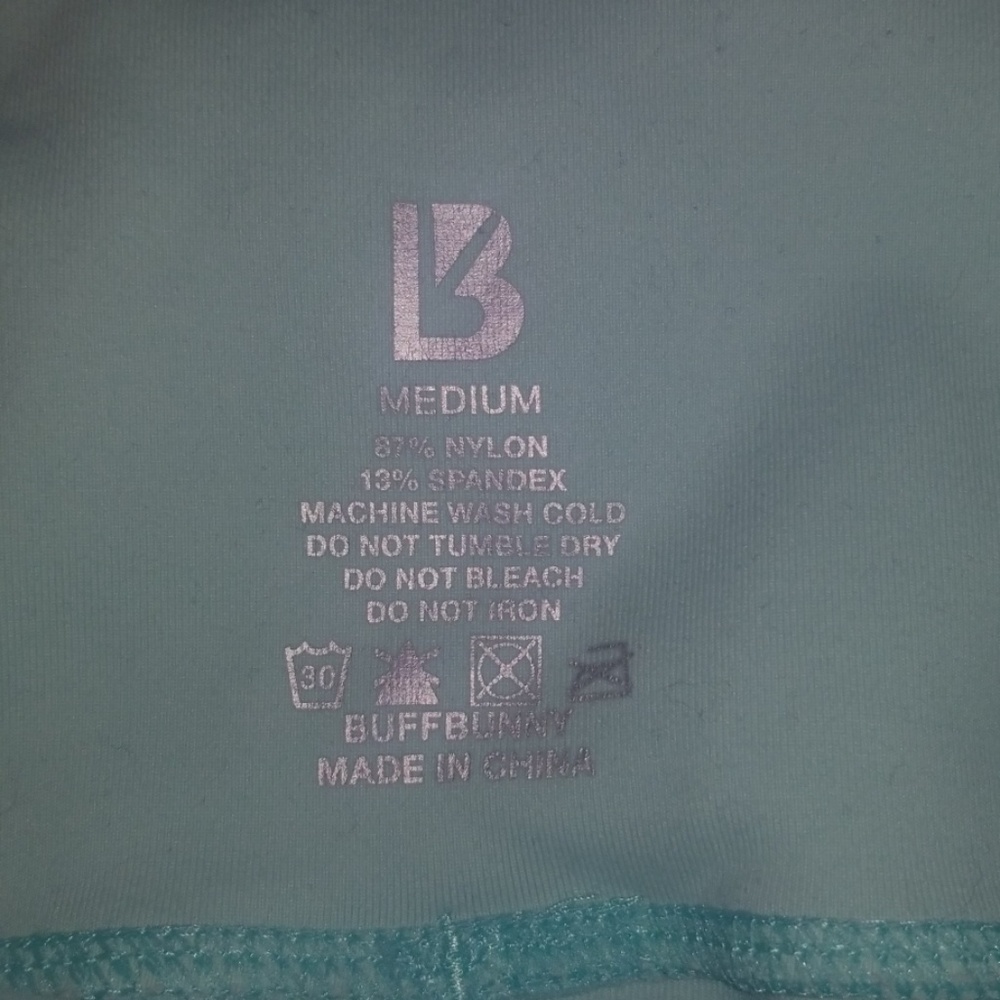 B
MEDIUM
87% NYLON
13% SPANDEX
MACHINE WASH COLD
DO NOT TUMBLE DRY
DO NOT BLEACH
DO NOT IRON
30
BUFFBUNNY
MADE IN CHINA